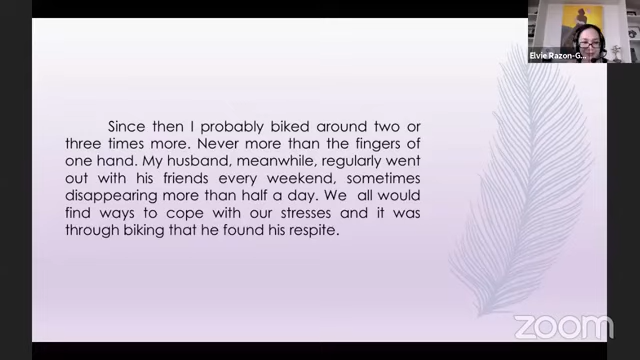 Elvie Razon-G...
Since then I probably biked around two or
three times more. Never more than the fingers of
one hand. My husband, meanwhile, regularly went
out with his friends every weekend, sometimes
disappearing more than half a day. We all would
find ways to cope with our stresses and it was
through biking that he found his respite.
zoom